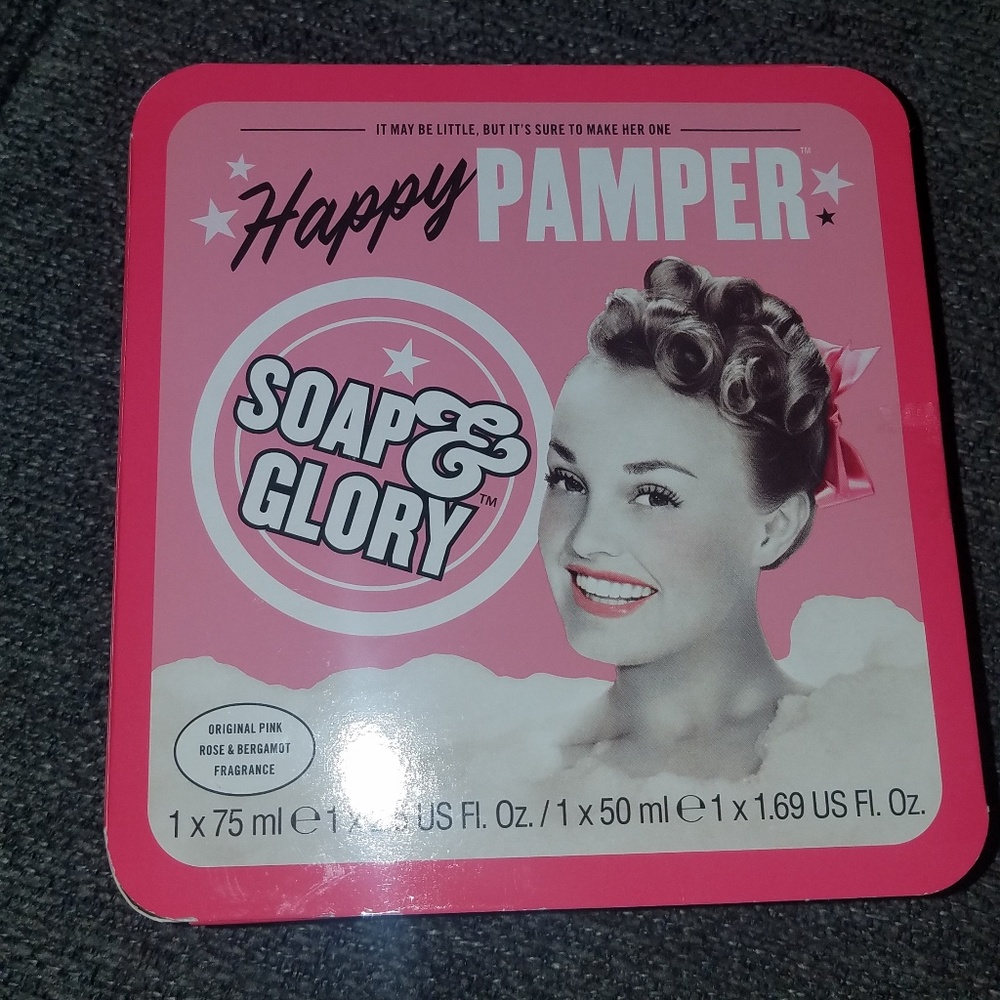 IT MAY BE LITTLE, BUT IT'S SURE TO MAKE HER ONE
Happy PAMPER™
SOAP &
GLORY™
ORIGINAL PINK
ROSE & BERGAMOT
FRAGRANCE
1 x 75 ml ℮ 1 x US Fl. Oz. / 1 x 50 ml ℮ 1 x 1.69 US Fl. Oz.